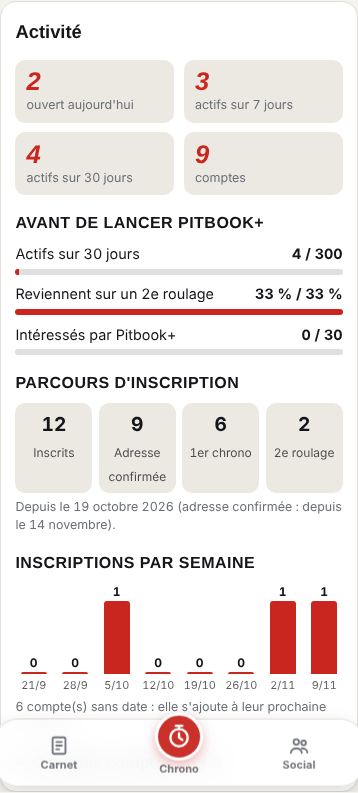 Activité
2
ouvert aujourd'hui
3
actifs sur 7 jours
4
actifs sur 30 jours
9
comptes
AVANT DE LANCER PITBOOK+
Actifs sur 30 jours 4 / 300
Reviennent sur un 2e roulage 33 % / 33 %
Intéressés par Pitbook+ 0 / 30
PARCOURS D'INSCRIPTION
12
Inscrits
9
Adresse
confirmée
6
1er chrono
2
2e roulage
Depuis le 19 octobre 2026 (adresse confirmée : depuis
le 14 novembre).
INSCRIPTIONS PAR SEMAINE
0 0 1 0 0 0 1 1
21/9 28/9 5/10 12/10 19/10 26/10 2/11 9/11
6 compte(s) sans date : elle s'ajoute à leur prochaine
Carnet Chrono Social